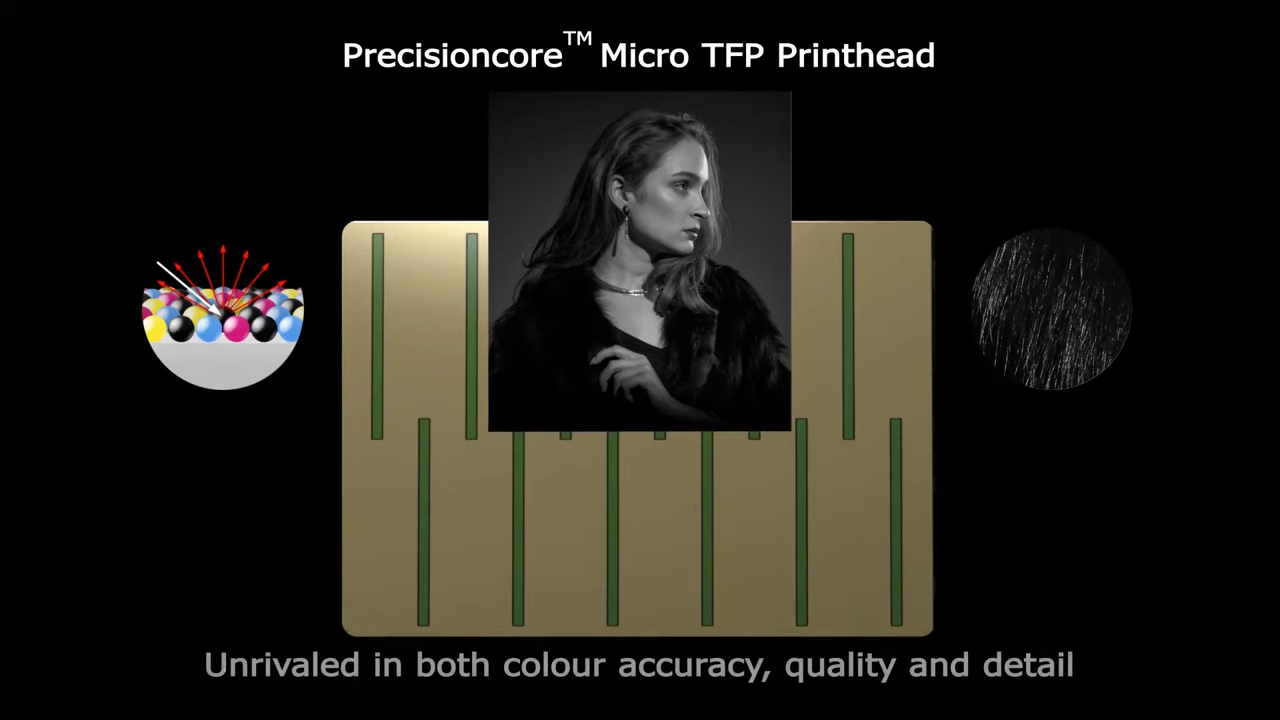 Precisioncore™ Micro TFP Printhead
Unrivaled in both colour accuracy, quality and detail